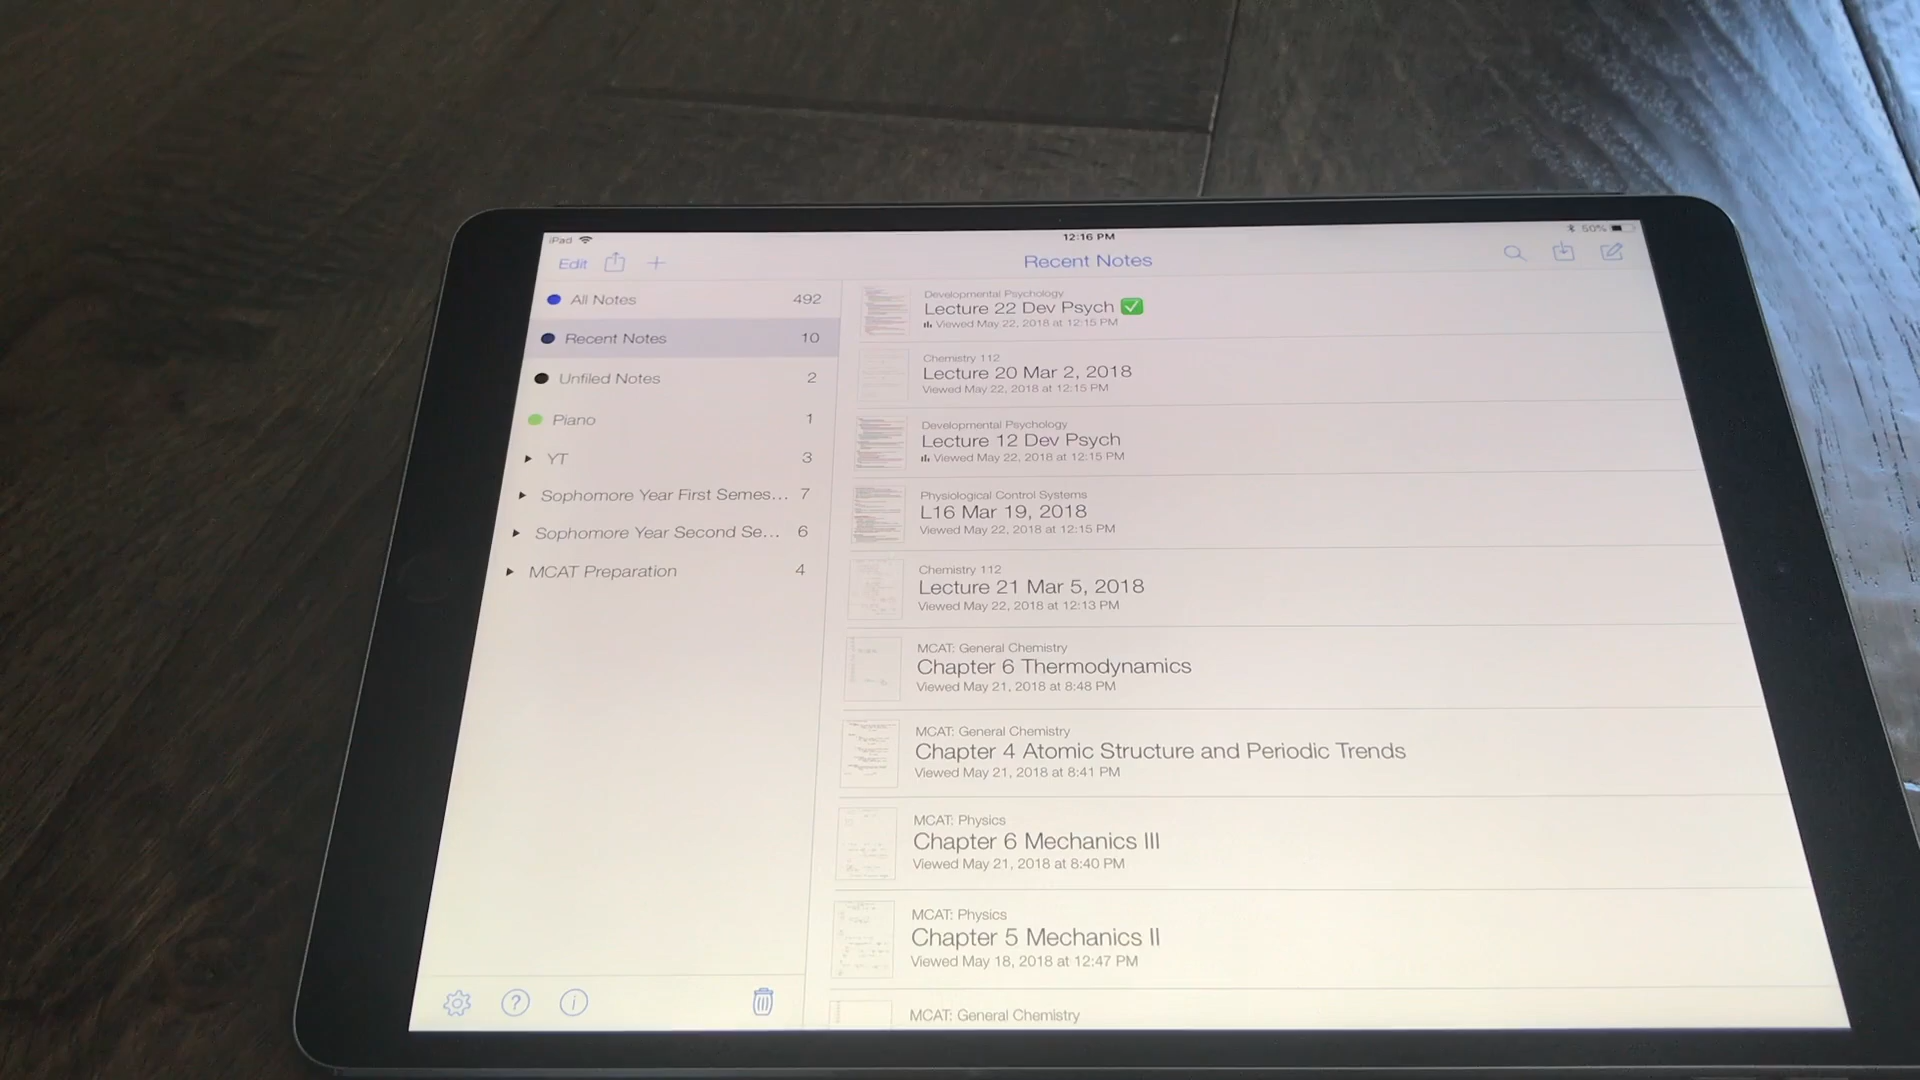 iPad
12:16 PM
50%
Edit
Recent Notes
All Notes 492
Recent Notes 10
Unfiled Notes 2
Piano 1
YT 3
Sophomore Year First Semes... 7
Sophomore Year Second Se... 6
MCAT Preparation 4
Developmental Psychology
Lecture 22 Dev Psych ✅
Viewed May 22, 2018 at 12:15 PM
Chemistry 112
Lecture 20 Mar 2, 2018
Viewed May 22, 2018 at 12:15 PM
Developmental Psychology
Lecture 12 Dev Psych
Viewed May 22, 2018 at 12:15 PM
Physiological Control Systems
L16 Mar 19, 2018
Viewed May 22, 2018 at 12:15 PM
Chemistry 112
Lecture 21 Mar 5, 2018
Viewed May 22, 2018 at 12:13 PM
MCAT: General Chemistry
Chapter 6 Thermodynamics
Viewed May 21, 2018 at 8:48 PM
MCAT: General Chemistry
Chapter 4 Atomic Structure and Periodic Trends
Viewed May 21, 2018 at 8:41 PM
MCAT: Physics
Chapter 6 Mechanics III
Viewed May 21, 2018 at 8:40 PM
MCAT: Physics
Chapter 5 Mechanics II
Viewed May 18, 2018 at 12:47 PM
MCAT: General Chemistry